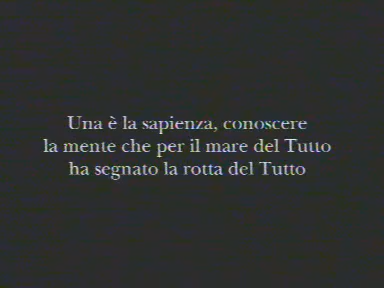 Una è la sapienza, conoscere
la mente che per il mare del Tutto
ha segnato la rotta del Tutto